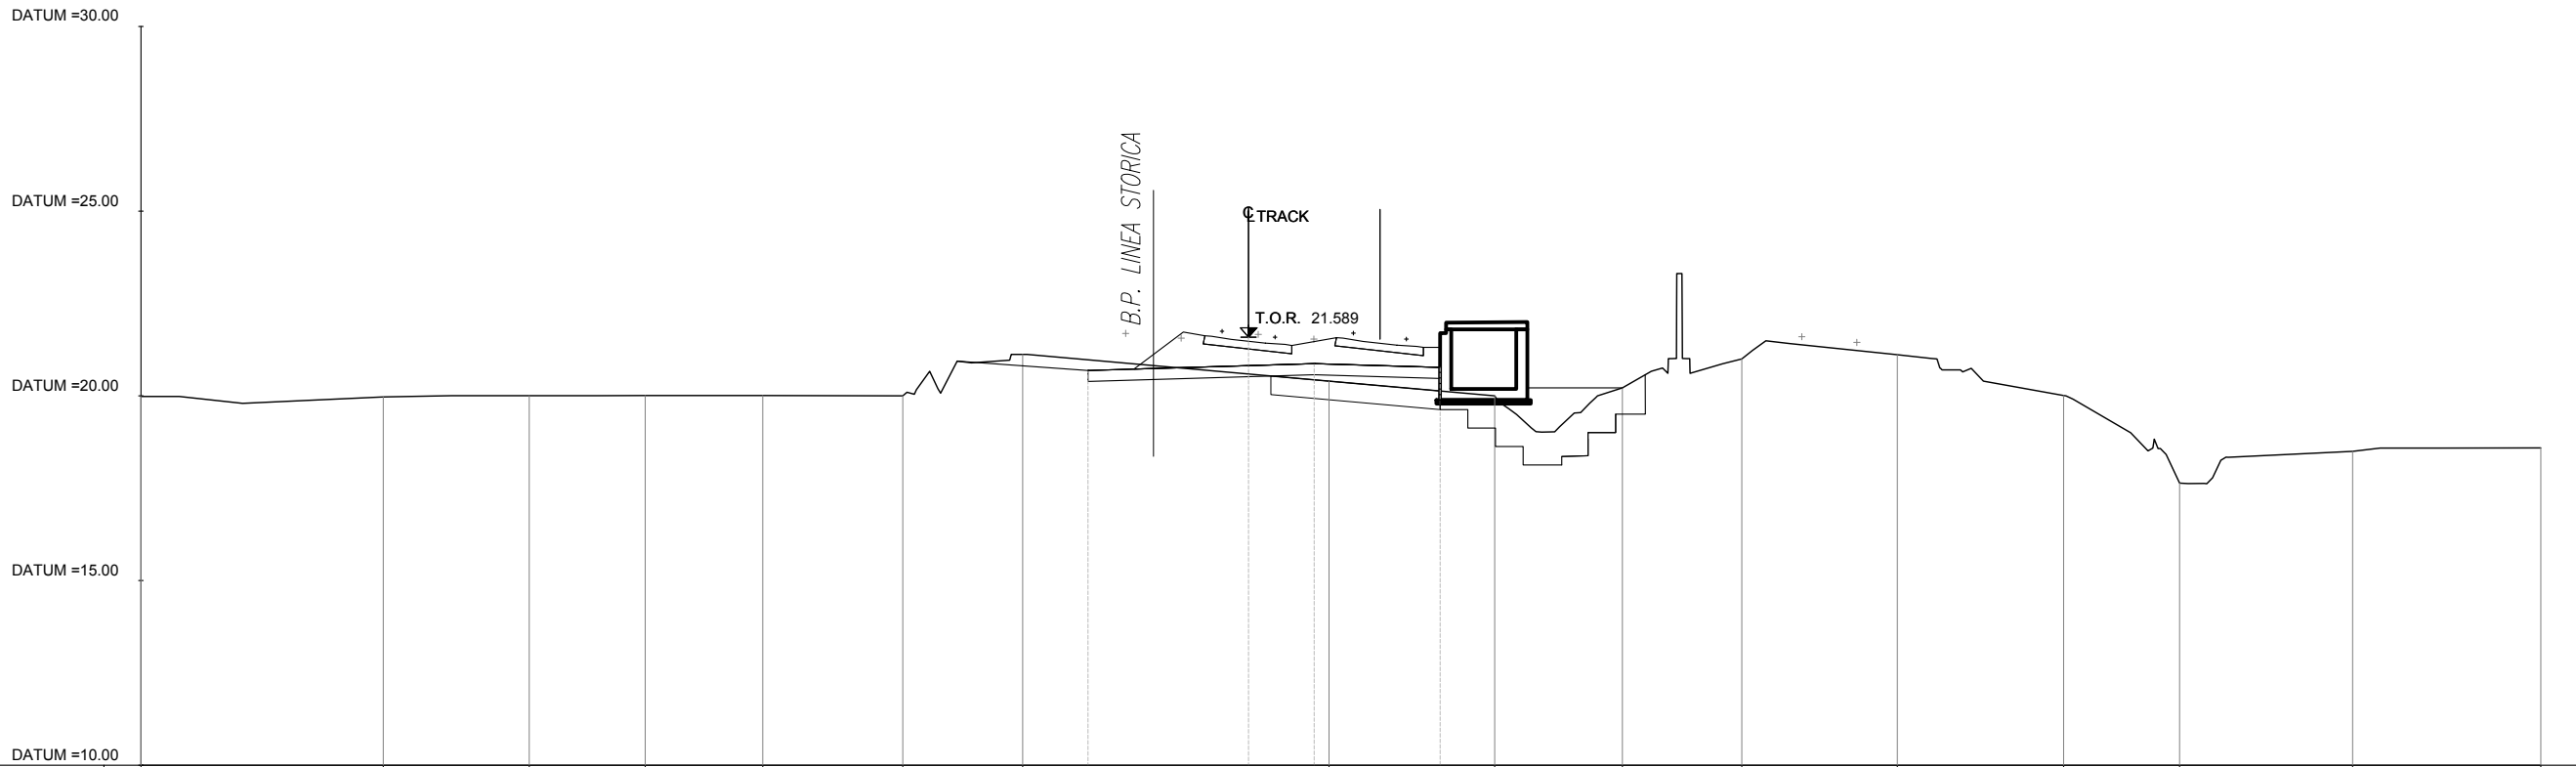 DATUM =30.00
DATUM =25.00
B.P. LINEA STORICA
℄ TRACK
T.O.R. 21.589
DATUM =20.00
DATUM =15.00
DATUM =10.00